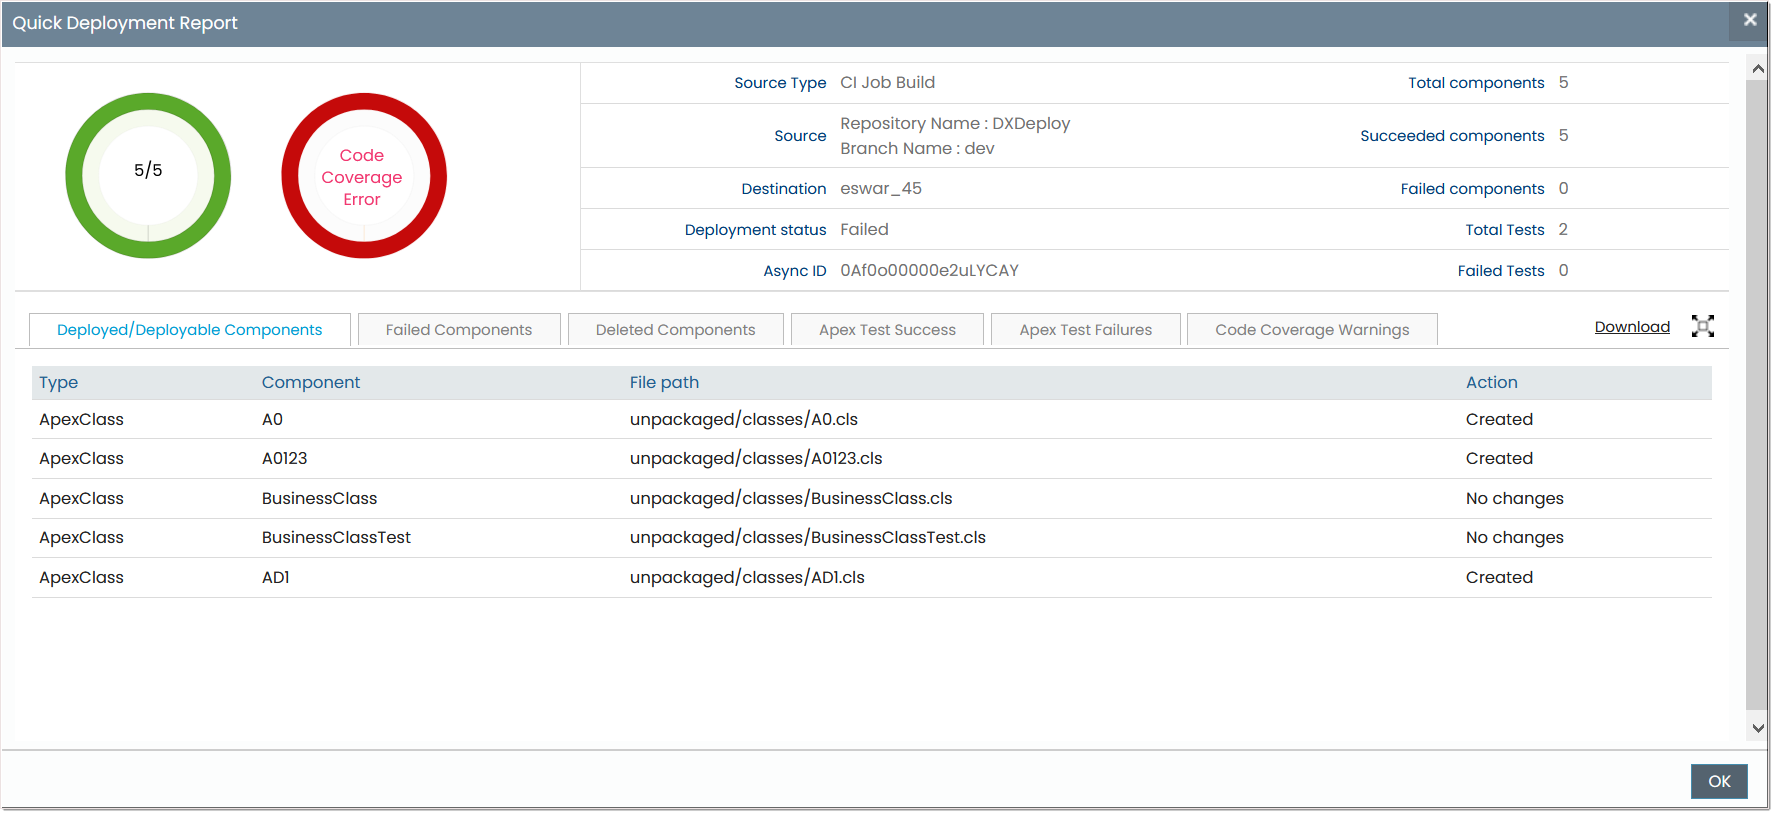 Quick Deployment Report
5/5
Code
Coverage
Error
Source Type CI Job Build Total components 5
Source Repository Name : DXDeploy
Branch Name : dev
Succeeded components 5
Destination eswar_45 Failed components 0
Deployment status Failed Total Tests 2
Async ID 0Af0o00000e2uLYCAY Failed Tests 0
Deployed/Deployable Components Failed Components Deleted Components Apex Test Success Apex Test Failures Code Coverage Warnings Download
Type Component File path Action
ApexClass A0 unpackaged/classes/A0.cls Created
ApexClass A0123 unpackaged/classes/A0123.cls Created
ApexClass BusinessClass unpackaged/classes/BusinessClass.cls No changes
ApexClass BusinessClassTest unpackaged/classes/BusinessClassTest.cls No changes
ApexClass AD1 unpackaged/classes/AD1.cls Created
OK